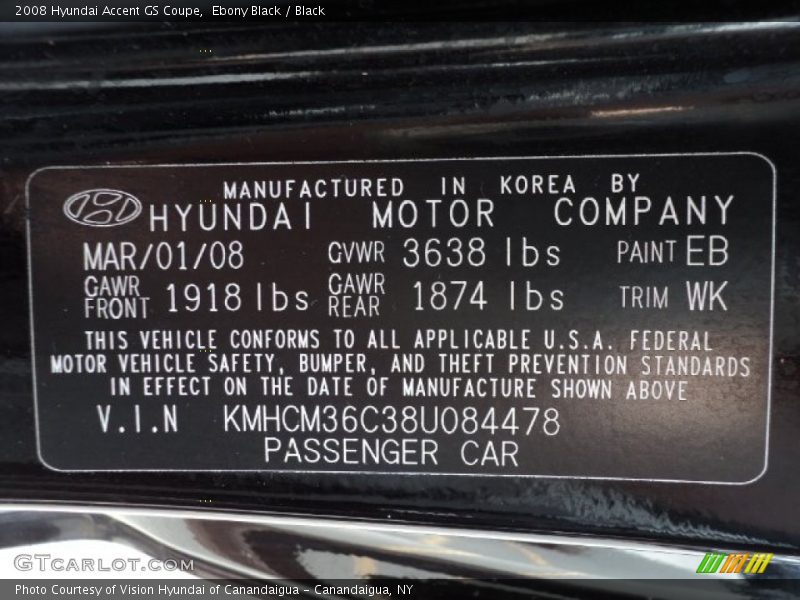 2008 Hyundai Accent GS Coupe,  Ebony Black / Black
MANUFACTURED IN KOREA BY
HYUNDAI MOTOR COMPANY
MAR/01/08 GVWR 3638 lbs PAINT EB
GAWR FRONT 1918 lbs GAWR REAR 1874 lbs TRIM WK
THIS VEHICLE CONFORMS TO ALL APPLICABLE U.S.A. FEDERAL
MOTOR VEHICLE SAFETY, BUMPER, AND THEFT PREVENTION STANDARDS
IN EFFECT ON THE DATE OF MANUFACTURE SHOWN ABOVE
V.I.N KMHCM36C38U084478
PASSENGER CAR
GTCARLOT.COM
Photo Courtesy of Vision Hyundai of Canandaigua – Canandaigua, NY